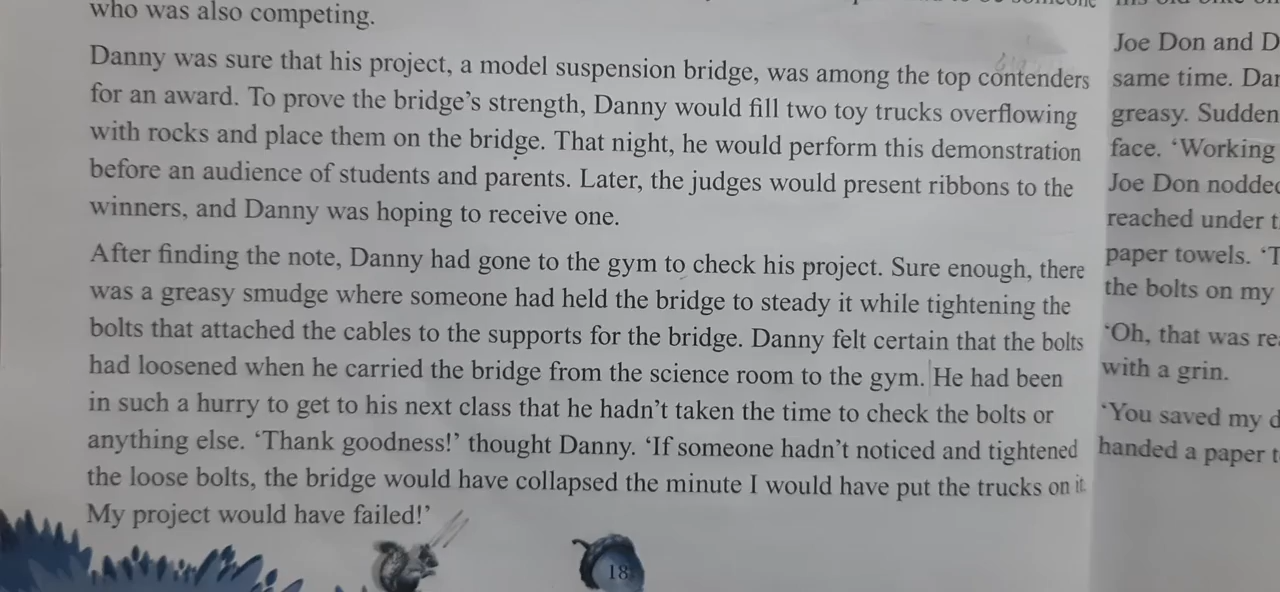 who was also competing.
Danny was sure that his project, a model suspension bridge, was among the top contenders
for an award. To prove the bridge's strength, Danny would fill two toy trucks overflowing
with rocks and place them on the bridge. That night, he would perform this demonstration
before an audience of students and parents. Later, the judges would present ribbons to the
winners, and Danny was hoping to receive one.
After finding the note, Danny had gone to the gym to check his project. Sure enough, there
was a greasy smudge where someone had held the bridge to steady it while tightening the
bolts that attached the cables to the supports for the bridge. Danny felt certain that the bolts
had loosened when he carried the bridge from the science room to the gym. He had been
in such a hurry to get to his next class that he hadn't taken the time to check the bolts or
anything else. 'Thank goodness!' thought Danny. 'If someone hadn't noticed and tightened
the loose bolts, the bridge would have collapsed the minute I would have put the trucks on it.
My project would have failed!'
18
Joe Don and D
same time. Dan
greasy. Sudden
face. 'Working
Joe Don nodded
reached under t
paper towels. 'T
the bolts on my
'Oh, that was re
with a grin.
'You saved my d
handed a paper t